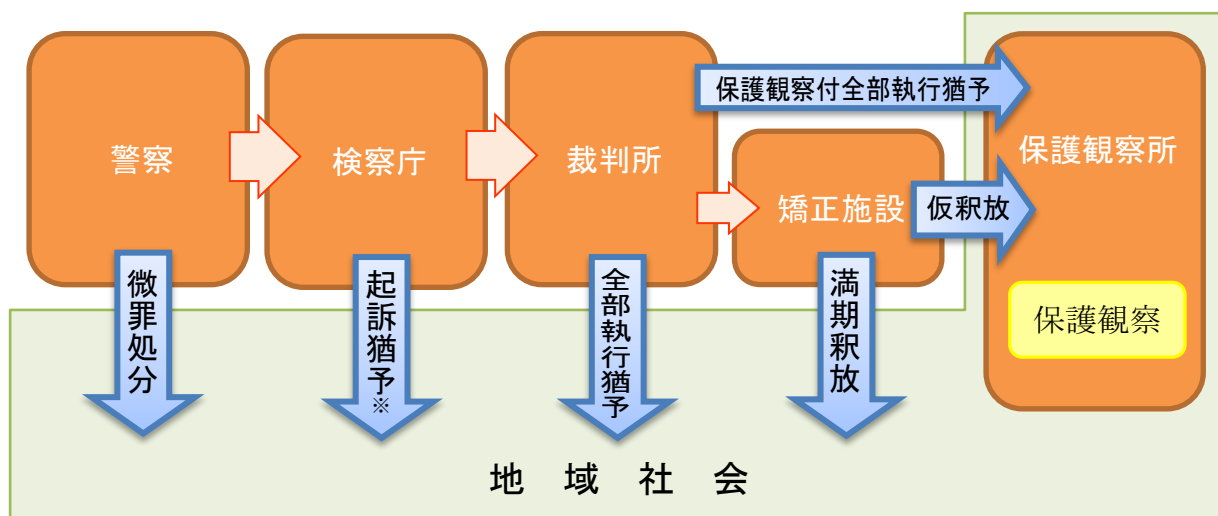 警察
検察庁
裁判所
保護観察付全部執行猶予
矯正施設
仮釈放
保護観察所
保護観察
微罪処分
起訴猶予※
全部執行猶予
満期釈放
地域社会